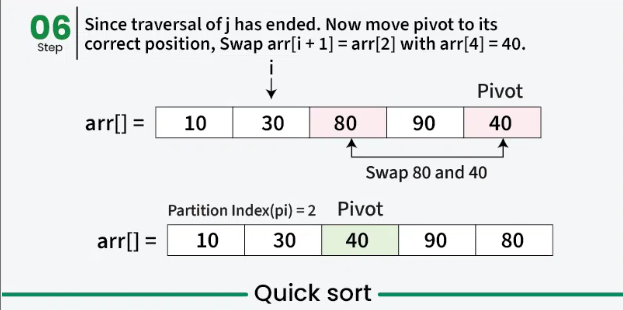 06
Step
Since traversal of j has ended. Now move pivot to its
correct position, Swap arr[i + 1] = arr[2] with arr[4] = 40.
i
Pivot
arr[] = 10 30 80 90 40
Swap 80 and 40
Partition Index(pi) = 2 Pivot
arr[] = 10 30 40 90 80
Quick sort